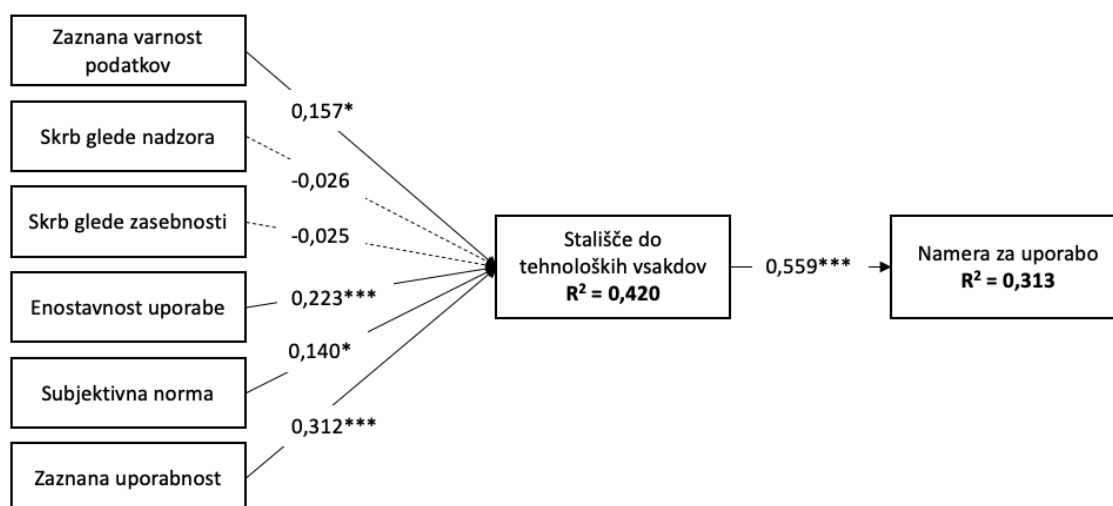 Zaznana varnost
podatkov
0,157*
Skrb glede nadzora
-0,026
Skrb glede zasebnosti
-0,025
Stališče do
tehnoloških vsakdov
R² = 0,420
0,559***
Namera za uporabo
R² = 0,313
Enostavnost uporabe
0,223***
0,140*
Subjektivna norma
0,312***
Zaznana uporabnost